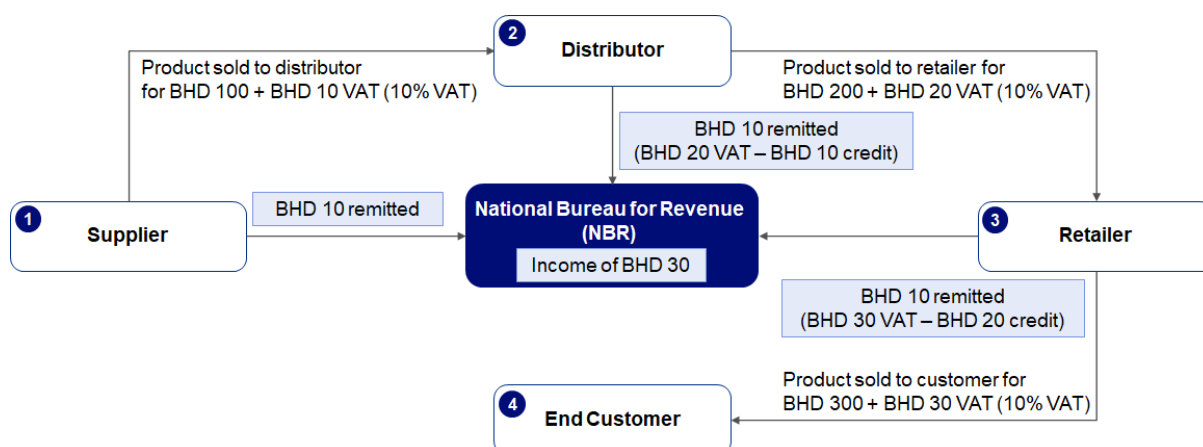 2
Distributor
Product sold to distributor
for BHD 100 + BHD 10 VAT (10% VAT)
Product sold to retailer for
BHD 200 + BHD 20 VAT (10% VAT)
BHD 10 remitted
(BHD 20 VAT – BHD 10 credit)
1
Supplier
BHD 10 remitted
National Bureau for Revenue
(NBR)
Income of BHD 30
3
Retailer
BHD 10 remitted
(BHD 30 VAT – BHD 20 credit)
Product sold to customer for
BHD 300 + BHD 30 VAT (10% VAT)
4
End Customer